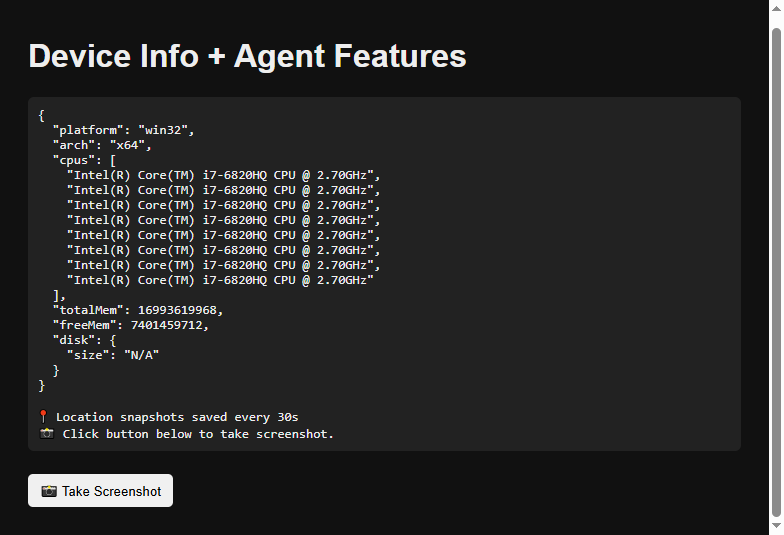 Device Info + Agent Features
{
  "platform": "win32",
  "arch": "x64",
  "cpus": [
    "Intel(R) Core(TM) i7-6820HQ CPU @ 2.70GHz",
    "Intel(R) Core(TM) i7-6820HQ CPU @ 2.70GHz",
    "Intel(R) Core(TM) i7-6820HQ CPU @ 2.70GHz",
    "Intel(R) Core(TM) i7-6820HQ CPU @ 2.70GHz",
    "Intel(R) Core(TM) i7-6820HQ CPU @ 2.70GHz",
    "Intel(R) Core(TM) i7-6820HQ CPU @ 2.70GHz",
    "Intel(R) Core(TM) i7-6820HQ CPU @ 2.70GHz",
    "Intel(R) Core(TM) i7-6820HQ CPU @ 2.70GHz"
  ],
  "totalMem": 16993619968,
  "freeMem": 7401459712,
  "disk": {
    "size": "N/A"
  }
}
📍 Location snapshots saved every 30s
📸 Click button below to take screenshot.
📸 Take Screenshot